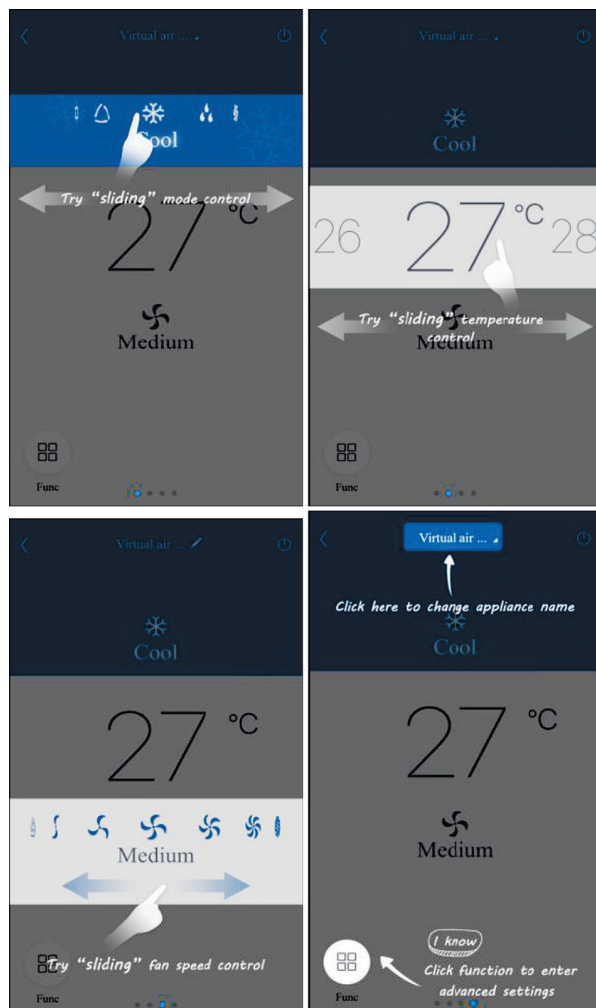 Virtual air ...
Cool
Try “sliding” mode control
27 °C
Medium
Func
Virtual air ...
Cool
26 27 °C 28
Try “sliding” temperature
control
Medium
Func
Virtual air ...
Cool
27 °C
Medium
Try “sliding” fan speed control
Func
Virtual air ...
Click here to change appliance name
Cool
27 °C
Medium
I know
Click function to enter
advanced settings
Func